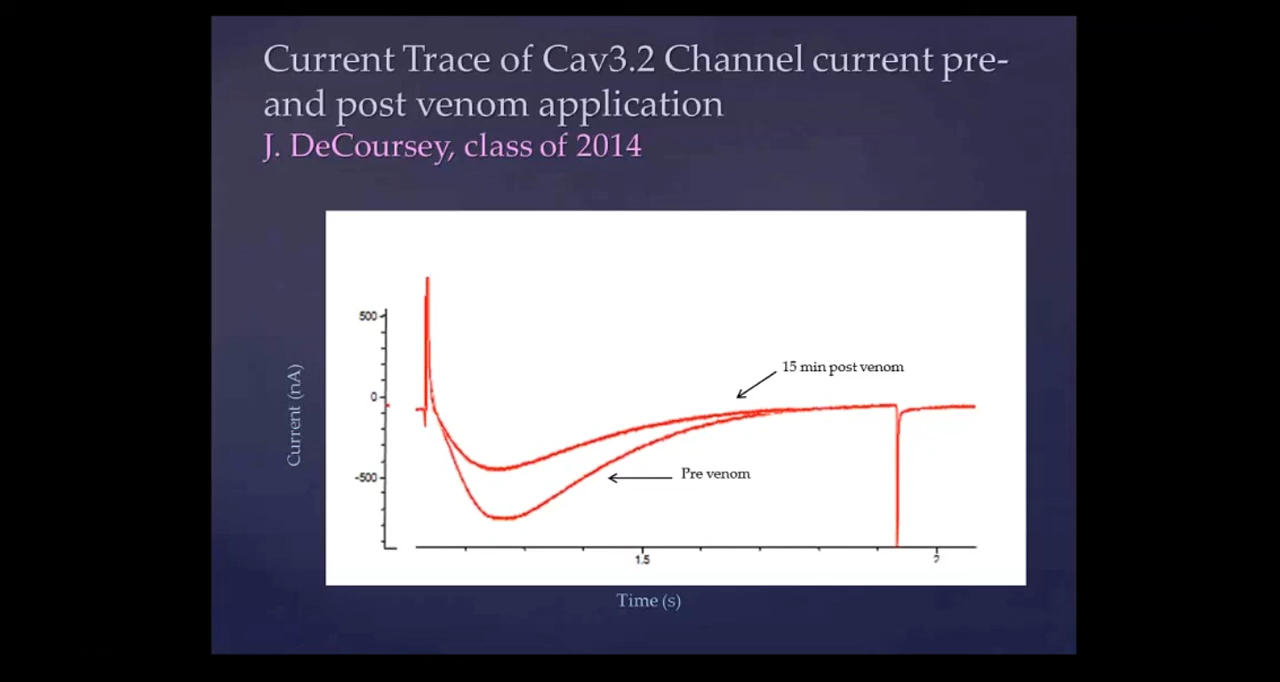 Current Trace of Cav3.2 Channel current pre-
and post venom application
J. DeCoursey, class of 2014
500
0
-500
Current (nA)
15 min post venom
Pre venom
1.5
2
Time (s)